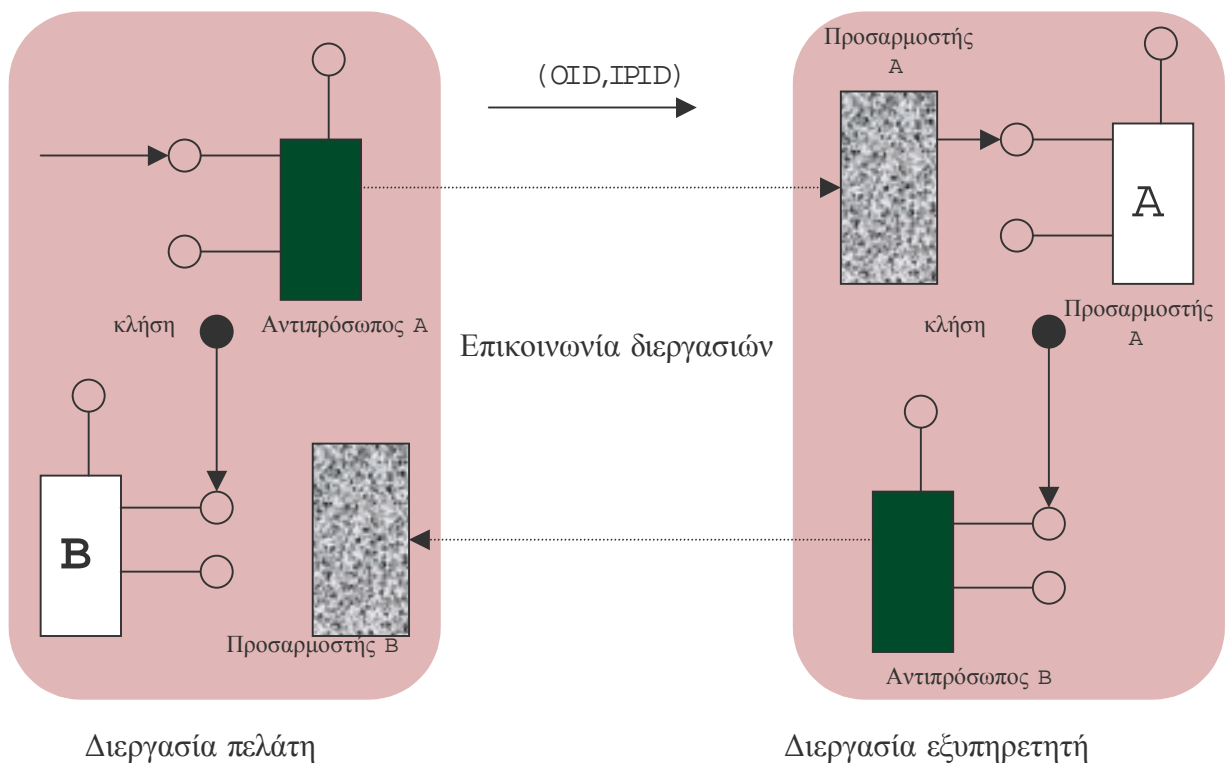 Προσαρμοστής
A
(OID,IPID)
A
κλήση
Αντιπρόσωπος A
κλήση
Προσαρμοστής
A
Επικοινωνία διεργασιών
B
Προσαρμοστής B
Αντιπρόσωπος B
Διεργασία πελάτη
Διεργασία εξυπηρετητή